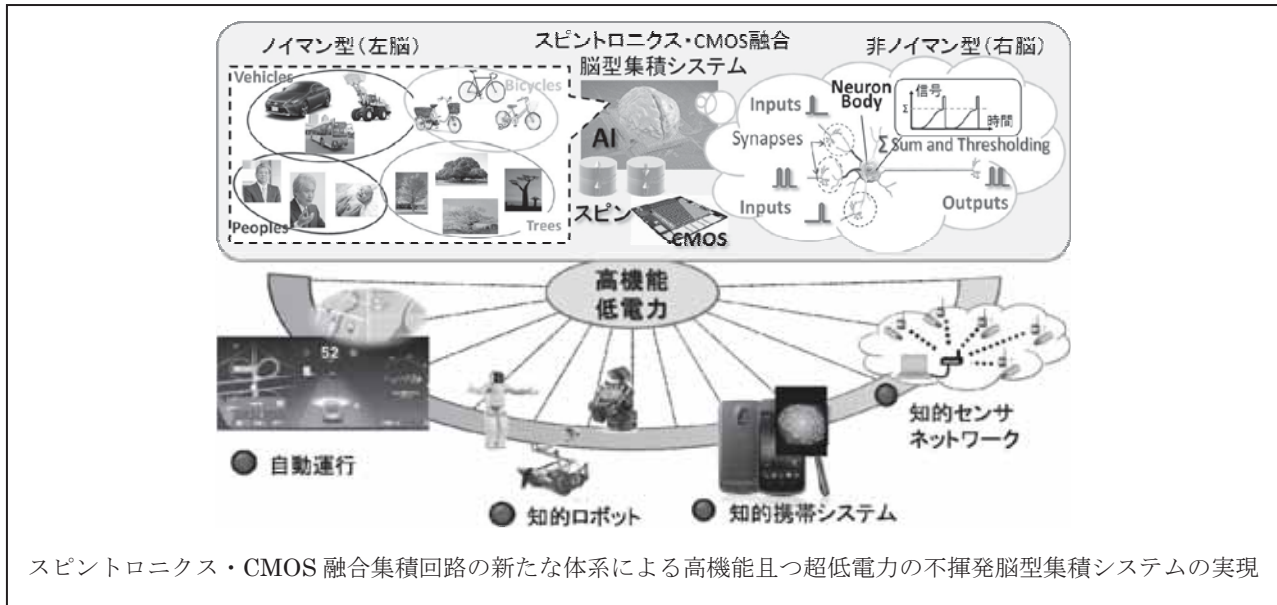 ノイマン型(左脳)
スピントロニクス・CMOS融合
脳型集積システム
非ノイマン型(右脳)
Vehicles
Bicycles
Peoples
Trees
AI
スピン
CMOS
Inputs
Neuron
Body
信号
Σ
時間
Synapses
ΣSum and Thresholding
Inputs
Outputs
高機能
低電力
52
自動運行
知的ロボット
知的携帯システム
知的センサ
ネットワーク
スピントロニクス・CMOS 融合集積回路の新たな体系による高機能且つ超低電力の不揮発脳型集積システムの実現